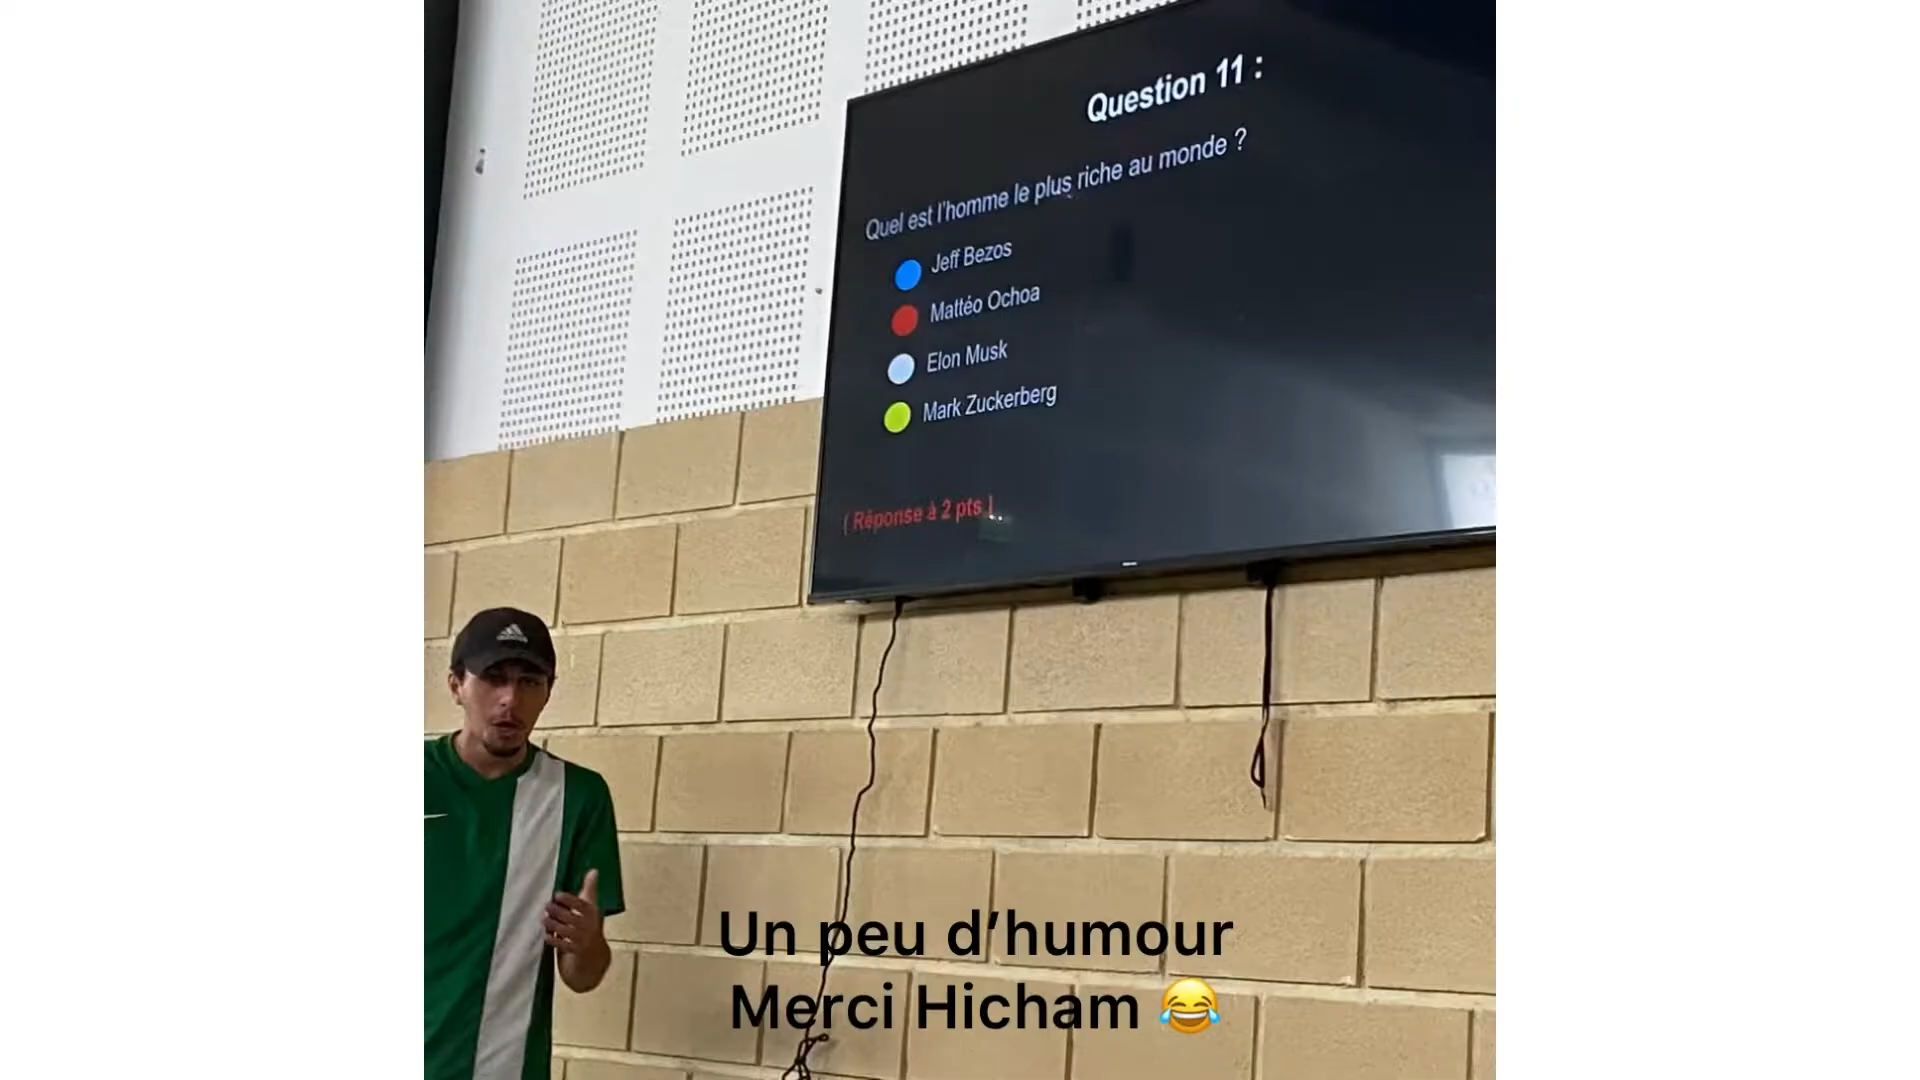 Question 11 :
Quel est l'homme le plus riche au monde ?
Jeff Bezos
Mattéo Ochoa
Elon Musk
Mark Zuckerberg
( Réponse à 2 pts )
Un peu d’humour
Merci Hicham 😂